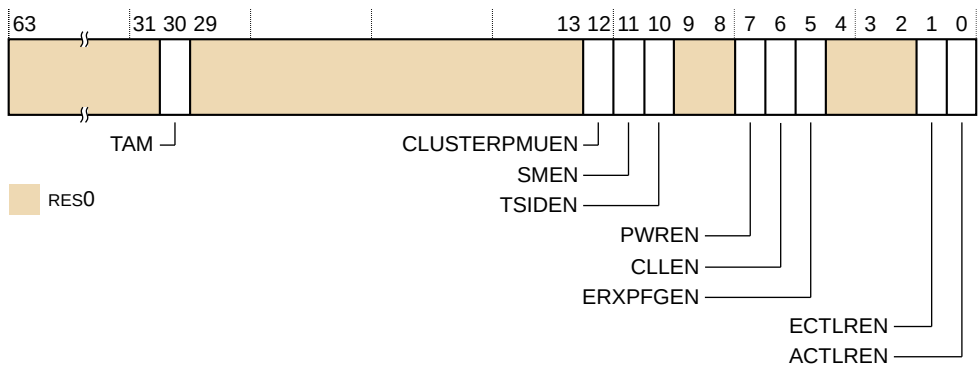 63 31 30 29 13 12 11 10 9 8 7 6 5 4 3 2 1 0
TAM
CLUSTERPMUEN
SMEN
RES0
TSIDEN
PWREN
CLLEN
ERXPFGEN
ECTLREN
ACTLREN